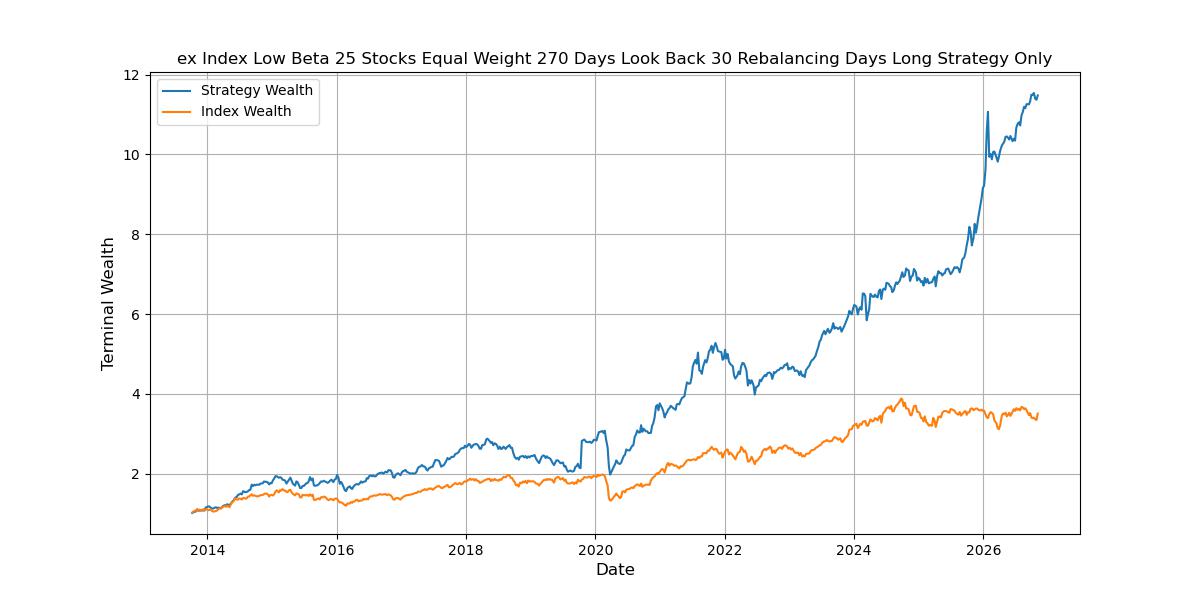 ex Index Low Beta 25 Stocks Equal Weight 270 Days Look Back 30 Rebalancing Days Long Strategy Only
Strategy Wealth
Index Wealth
Terminal Wealth
12
10
8
6
4
2
2014 2016 2018 2020 2022 2024 2026
Date